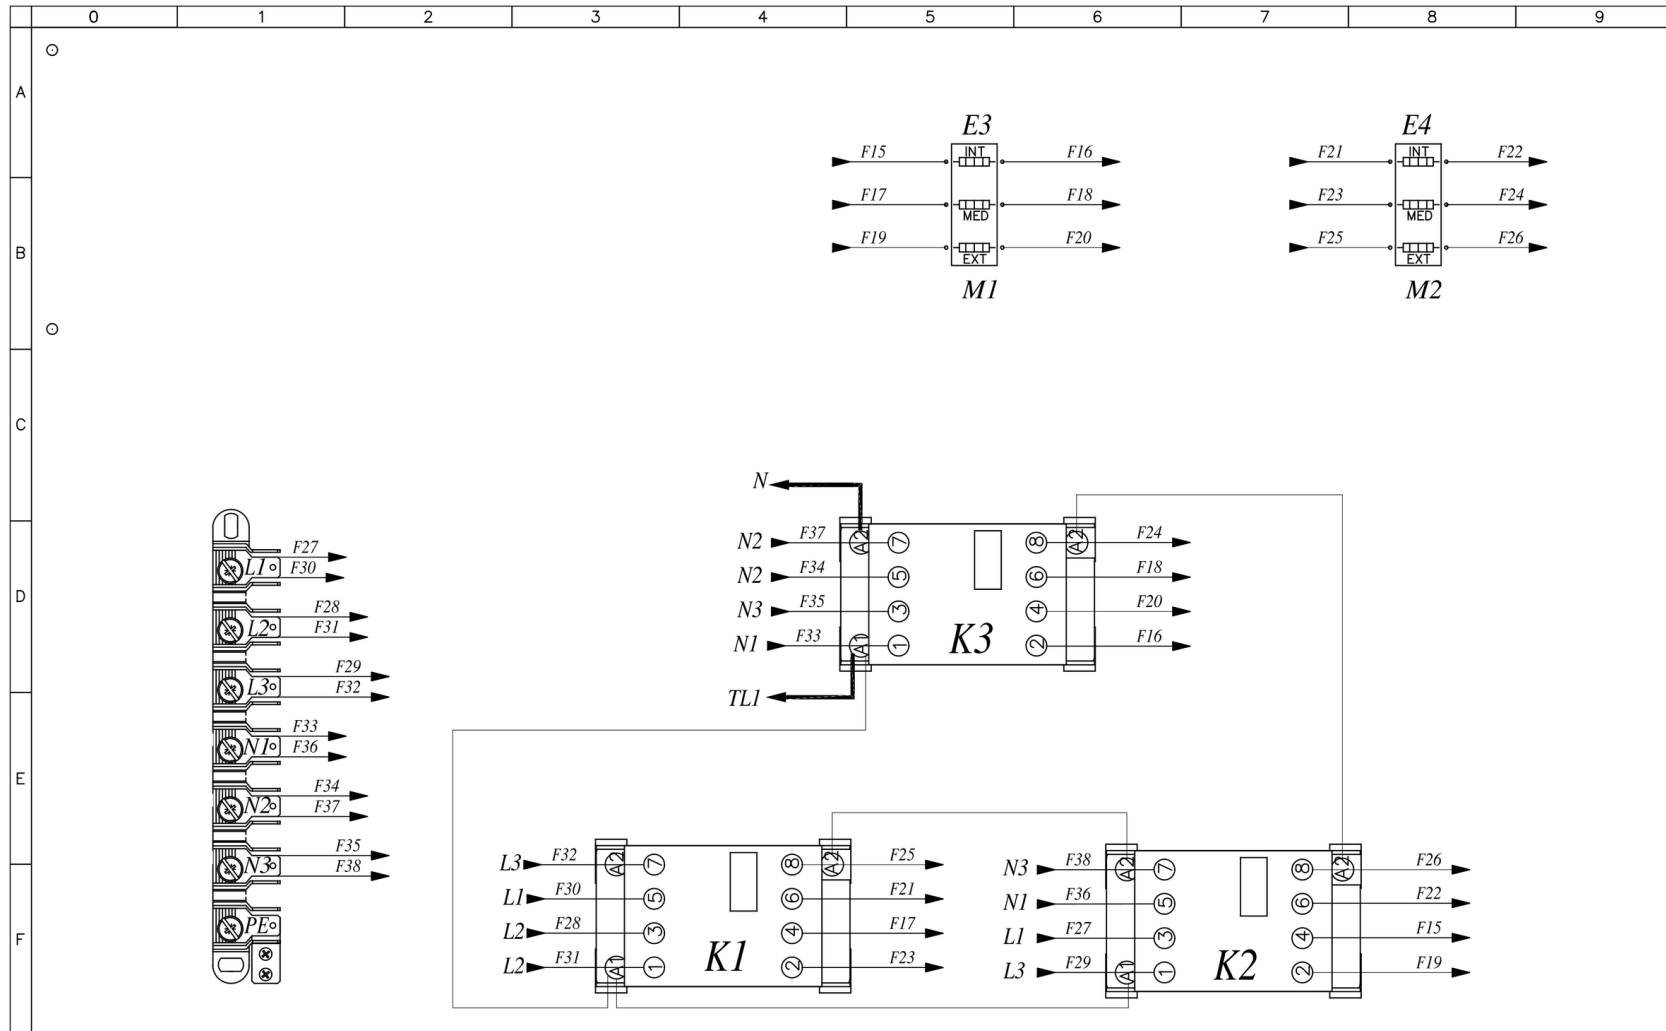 0 1 2 3 4 5 6 7 8 9
A
E3 E4
F15 INT F16 F21 INT F22
F17 F18 F23 F24
MED MED
B
F19 F20 F25 F26
EXT EXT
M1 M2
C
N
N2 F37 A2 7 8 A2 F24
L1 F27
F30
N2 F34 5 6 F18
D
L2 F28
F31
N3 F35 3 4 F20
N1 F33 A1 1 K3 2 F16
L3 F29
F32
TL1
N1 F33
F36
E
N2 F34
F37
N3 F35
F38
L3 F32 A2 7 8 A2 F25
N3 F38 A2 7 8 A2 F26
L1 F30 5 6 F21
N1 F36 5 6 F22
PE
F
L2 F28 3 4 F17
L1 F27 3 4 F15
L2 F31 A1 1 K1 2 F23
L3 F29 A1 1 K2 2 F19